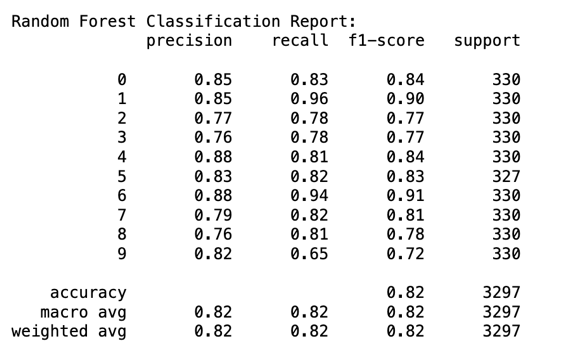 Random Forest Classification Report:
precision recall f1-score support
0 0.85 0.83 0.84 330
1 0.85 0.96 0.90 330
2 0.77 0.78 0.77 330
3 0.76 0.78 0.77 330
4 0.88 0.81 0.84 330
5 0.83 0.82 0.83 327
6 0.88 0.94 0.91 330
7 0.79 0.82 0.81 330
8 0.76 0.81 0.78 330
9 0.82 0.65 0.72 330
accuracy 0.82 3297
macro avg 0.82 0.82 0.82 3297
weighted avg 0.82 0.82 0.82 3297